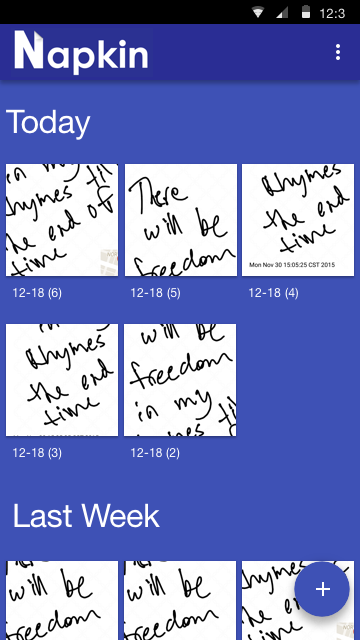 12:3
Napkin
Today
in my
rhymes til
the end of
time
There
will be
freedom
rhymes
the end
time
Mon Nov 30 15:05:25 CST 2015
12-18 (6)
12-18 (5)
12-18 (4)
rhymes
the end
time
will be
freedom
in my
12-18 (3)
12-18 (2)
Last Week
will be
freedom
will be
freedom
rhymes
the end